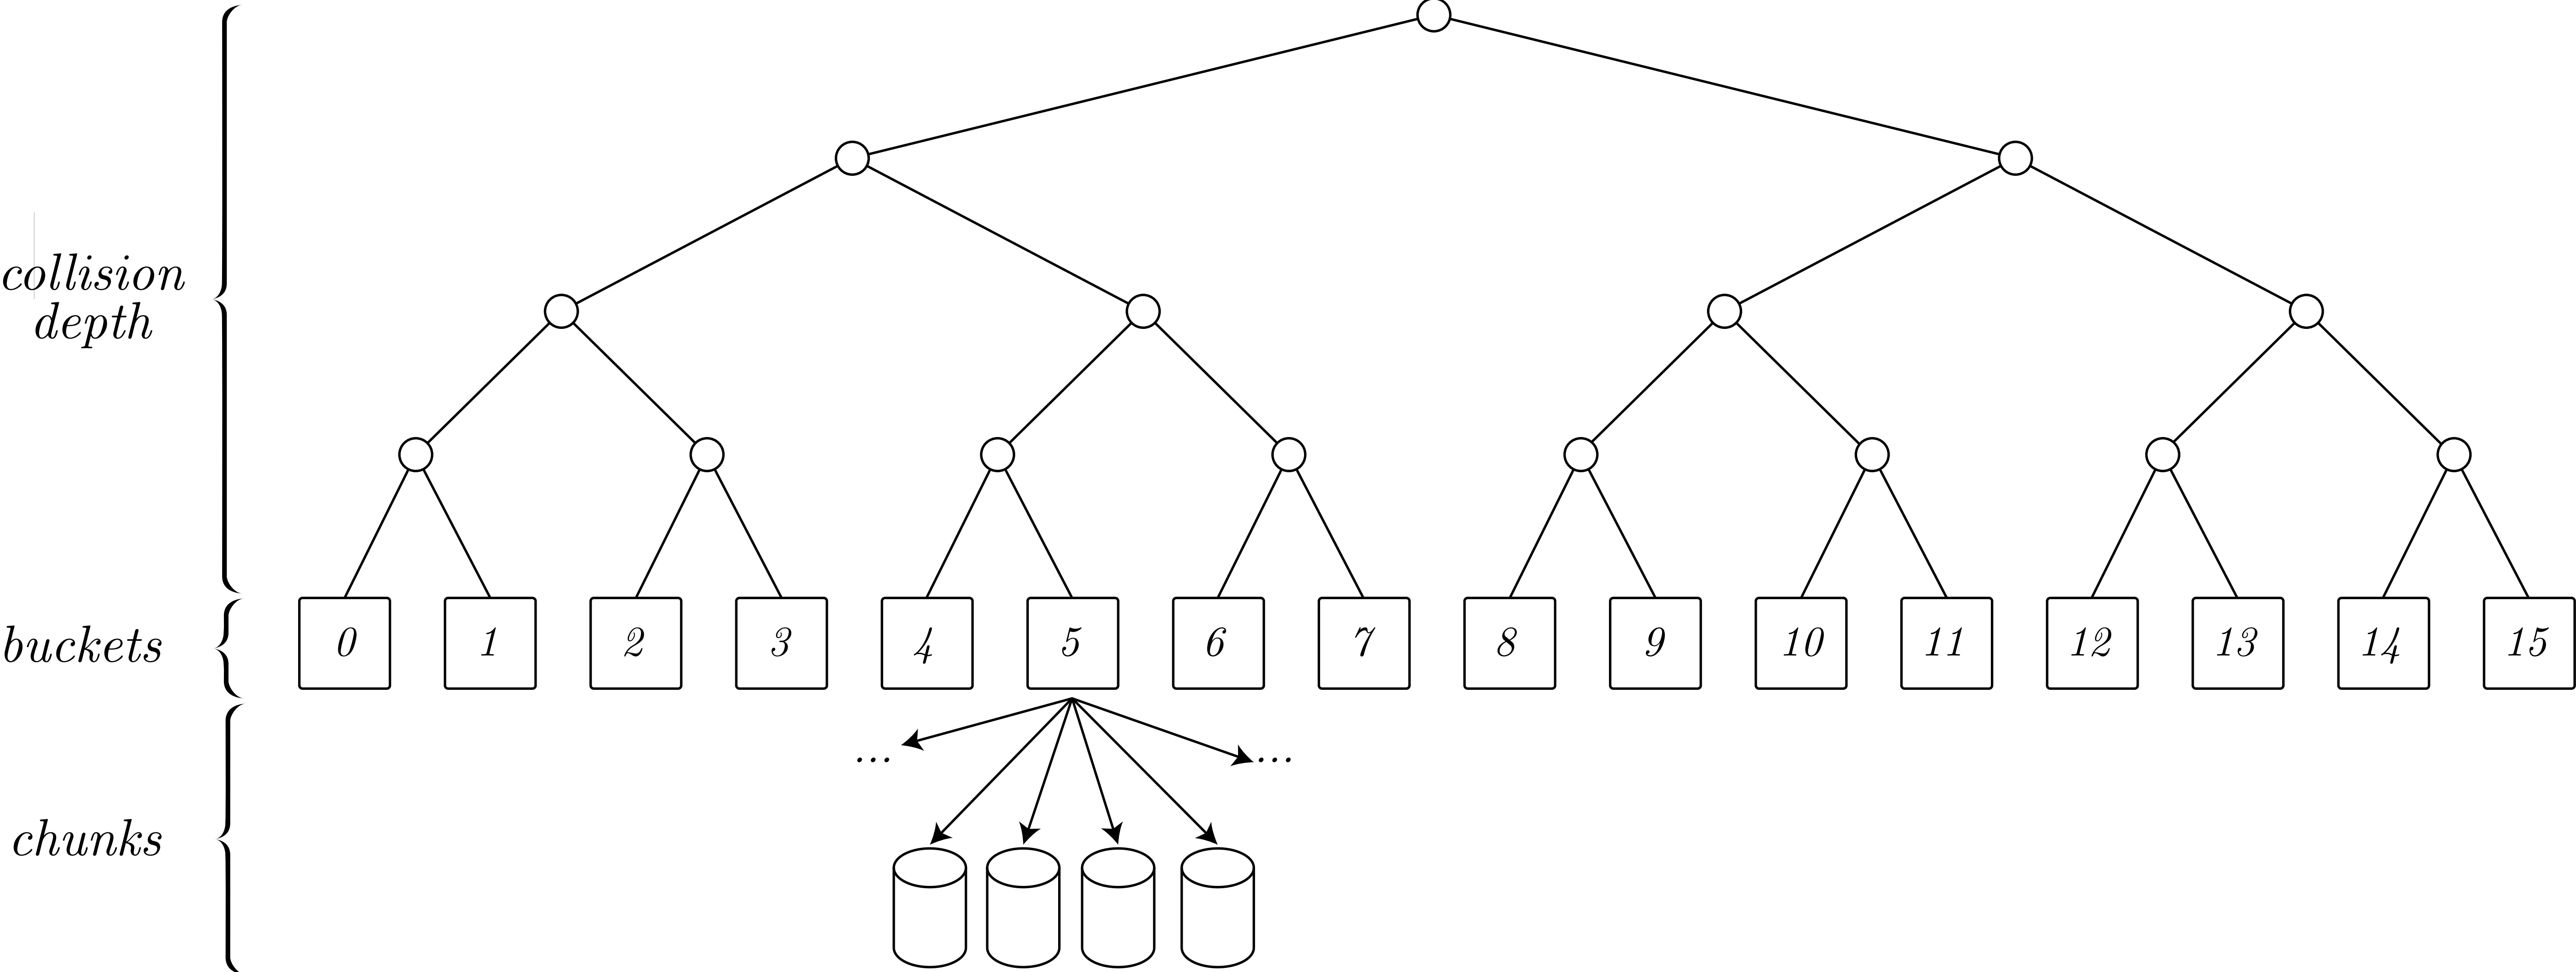 collision
depth
buckets
0 1 2 3 4 5 6 7 8 9 10 11 12 13 14 15
... ...
chunks